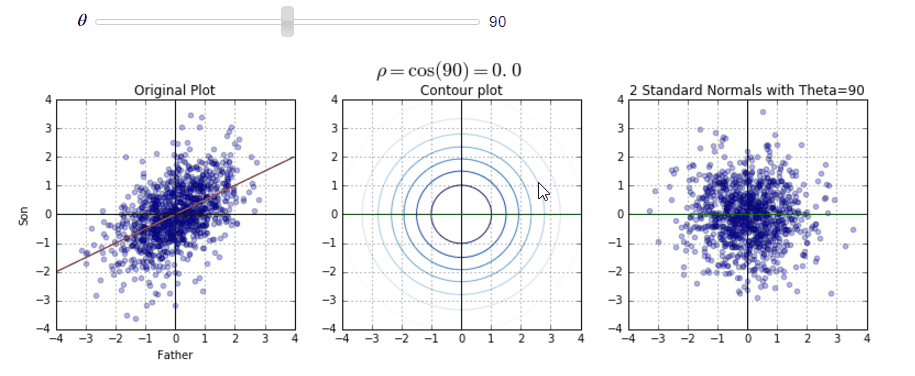 θ 90
ρ = cos(90) = 0. 0
Original Plot
Contour plot
2 Standard Normals with Theta=90
4
3
2
1
0
−1
−2
−3
−4
Son
−4 −3 −2 −1 0 1 2 3 4
Father
4
3
2
1
0
−1
−2
−3
−4
−4 −3 −2 −1 0 1 2 3 4
4
3
2
1
0
−1
−2
−3
−4
−4 −3 −2 −1 0 1 2 3 4